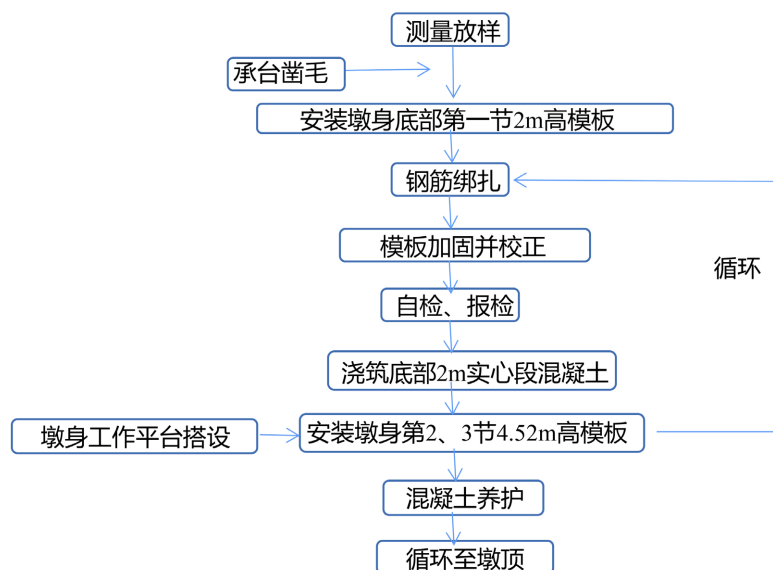 测量放样
承台凿毛
安装墩身底部第一节2m高模板
钢筋绑扎
模板加固并校正
循环
自检、报检
浇筑底部2m实心段混凝土
墩身工作平台搭设
安装墩身第2、3节4.52m高模板
混凝土养护
循环至墩顶